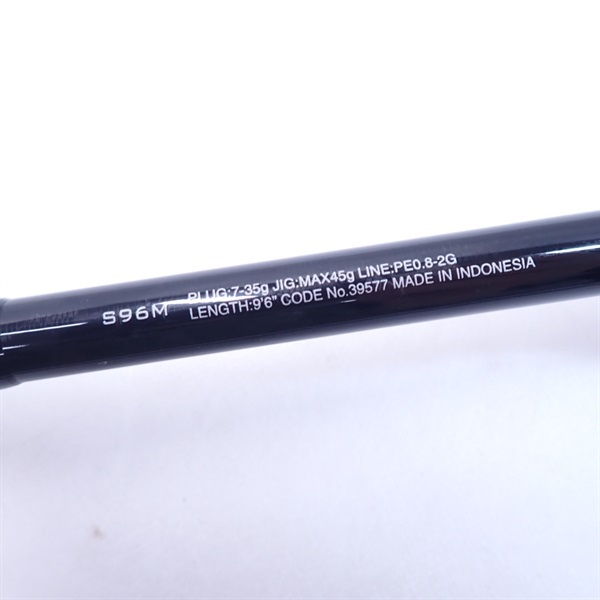 S96M
PLUG:7-35g JIG:MAX45g LINE:PE0.8-2G
LENGTH:9'6" CODE No.39577 MADE IN INDONESIA